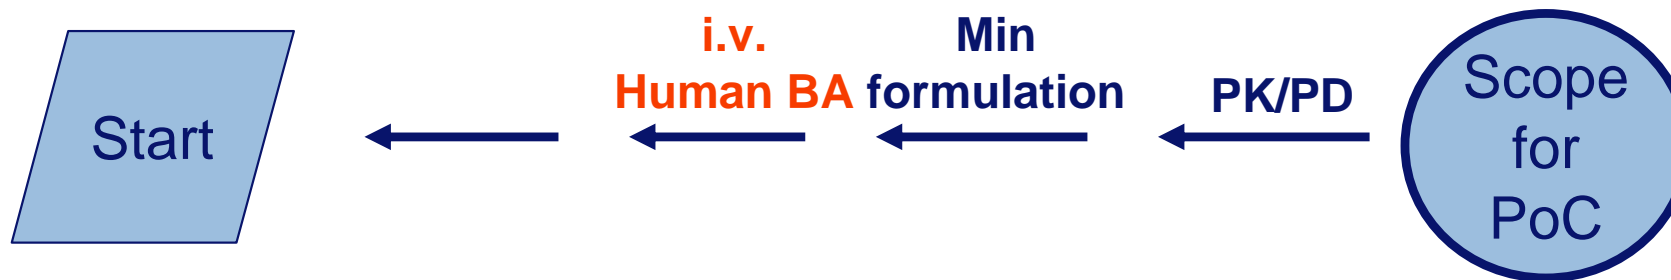 Start
i.v.
Human BA
Min
formulation
PK/PD
Scope
for
PoC